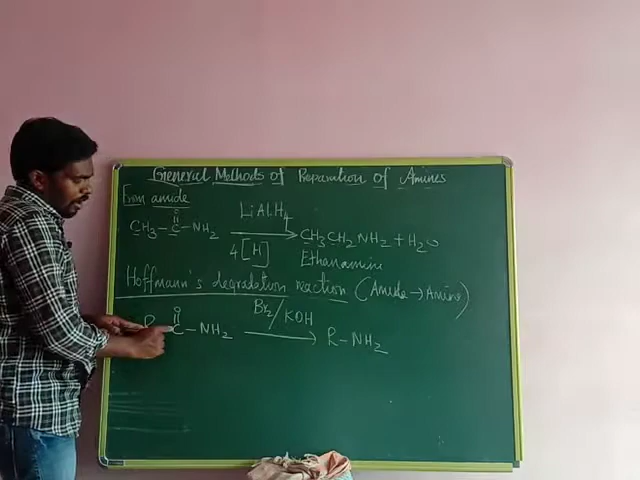 General Methods of Preparation of Amines
From amide
CH3-C(=O)-NH2 LiAlH4 / 4[H] → CH3CH2NH2 + H2O
Ethanamine
Hoffmann's degradation reaction (Amide → Amine)
R-C(=O)-NH2 Br2/KOH → R-NH2